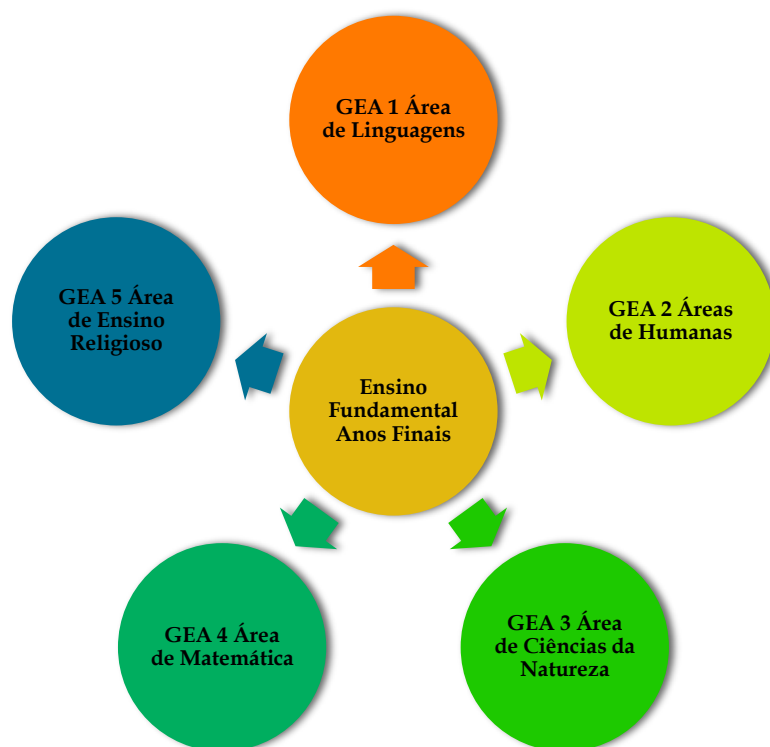 GEA 1 Área
de Linguagens
GEA 2 Áreas
de Humanas
GEA 3 Área
de Ciências da
Natureza
GEA 4 Área
de Matemática
GEA 5 Área
de Ensino
Religioso
Ensino
Fundamental
Anos Finais